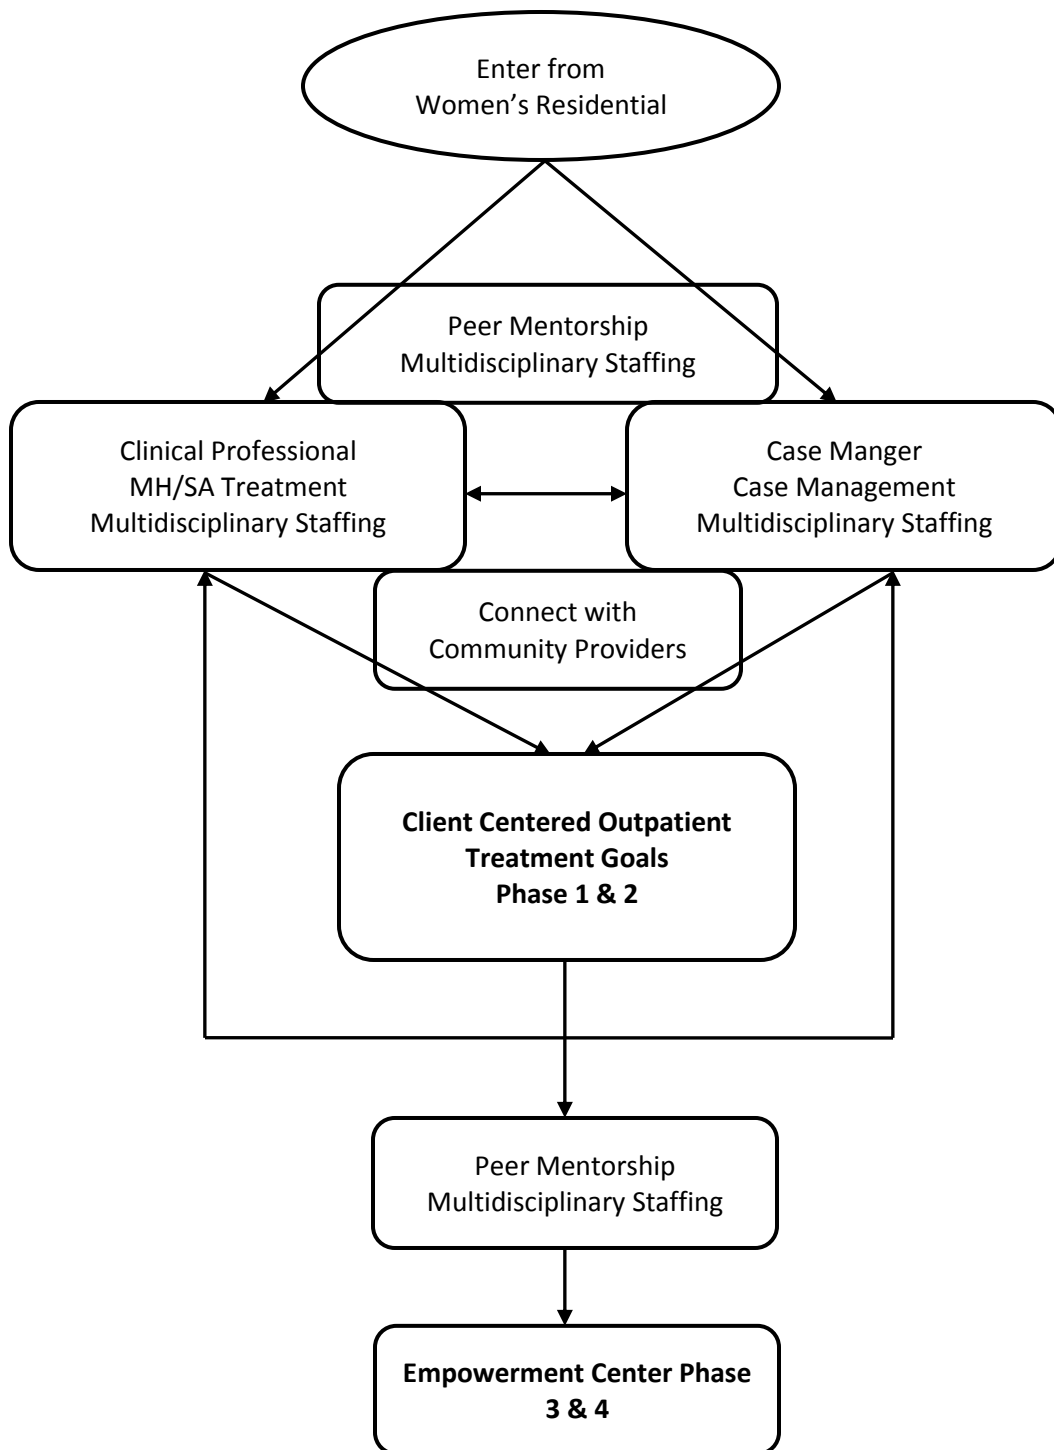 Enter from
Women’s Residential
Peer Mentorship
Multidisciplinary Staffing
Clinical Professional
MH/SA Treatment
Multidisciplinary Staffing
Case Manger
Case Management
Multidisciplinary Staffing
Connect with
Community Providers
Client Centered Outpatient
Treatment Goals
Phase 1 & 2
Peer Mentorship
Multidisciplinary Staffing
Empowerment Center Phase
3 & 4